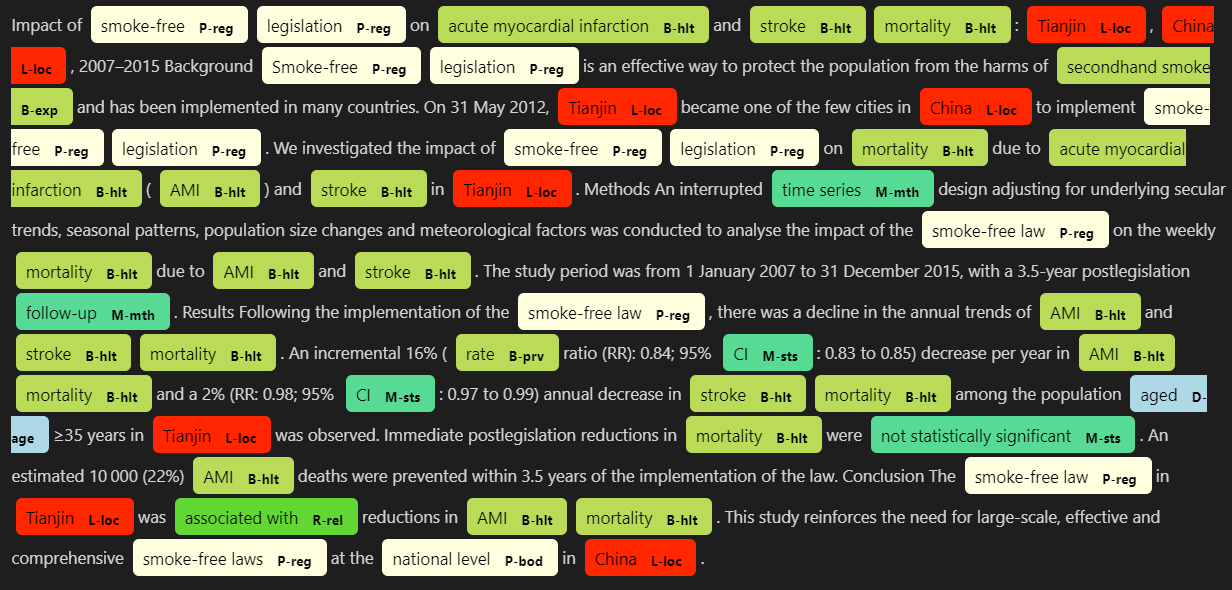 Impact of smoke-free P-reg legislation P-reg on acute myocardial infarction B-hlt and stroke B-hlt mortality B-hlt : Tianjin L-loc , China
L-loc , 2007–2015 Background Smoke-free P-reg legislation P-reg is an effective way to protect the population from the harms of secondhand smoke
B-exp and has been implemented in many countries. On 31 May 2012, Tianjin L-loc became one of the few cities in China L-loc to implement smoke-
free P-reg legislation P-reg . We investigated the impact of smoke-free P-reg legislation P-reg on mortality B-hlt due to acute myocardial
infarction B-hlt ( AMI B-hlt ) and stroke B-hlt in Tianjin L-loc . Methods An interrupted time series M-mth design adjusting for underlying secular
trends, seasonal patterns, population size changes and meteorological factors was conducted to analyse the impact of the smoke-free law P-reg on the weekly
mortality B-hlt due to AMI B-hlt and stroke B-hlt . The study period was from 1 January 2007 to 31 December 2015, with a 3.5-year postlegislation
follow-up M-mth . Results Following the implementation of the smoke-free law P-reg , there was a decline in the annual trends of AMI B-hlt and
stroke B-hlt mortality B-hlt . An incremental 16% ( rate B-prv ratio (RR): 0.84; 95% CI M-sts : 0.83 to 0.85) decrease per year in AMI B-hlt
mortality B-hlt and a 2% (RR: 0.98; 95% CI M-sts : 0.97 to 0.99) annual decrease in stroke B-hlt mortality B-hlt among the population aged D-
age ≥35 years in Tianjin L-loc was observed. Immediate postlegislation reductions in mortality B-hlt were not statistically significant M-sts . An
estimated 10 000 (22%) AMI B-hlt deaths were prevented within 3.5 years of the implementation of the law. Conclusion The smoke-free law P-reg in
Tianjin L-loc was associated with R-rel reductions in AMI B-hlt mortality B-hlt . This study reinforces the need for large-scale, effective and
comprehensive smoke-free laws P-reg at the national level P-bod in China L-loc .